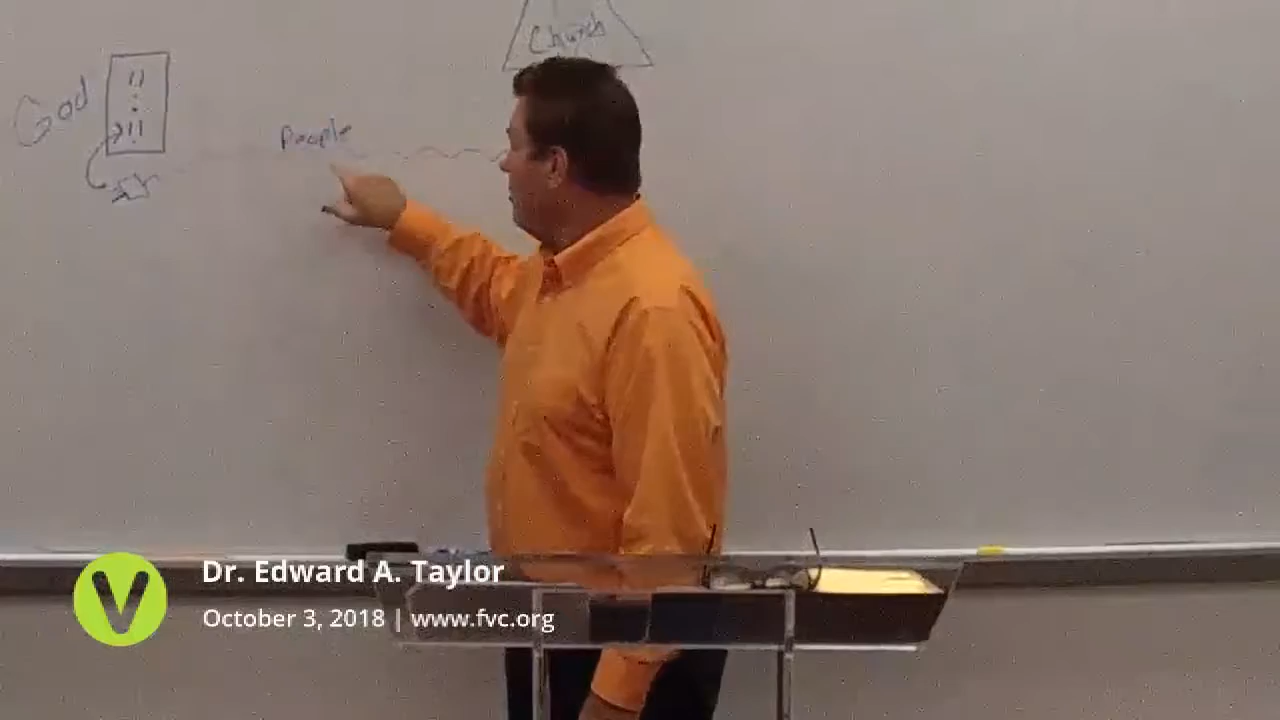 Church
God
People
V
Dr. Edward A. Taylor
October 3, 2018 | www.fvc.org